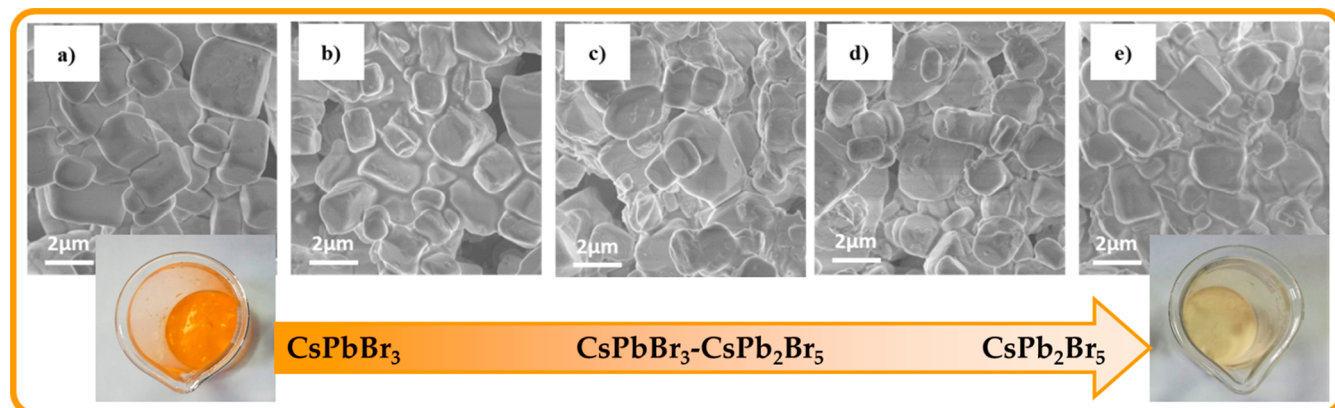 a)
b)
c)
d)
e)
2μm
2μm
2μm
2μm
2μm
CsPbBr₃
CsPbBr₃-CsPb₂Br₅
CsPb₂Br₅